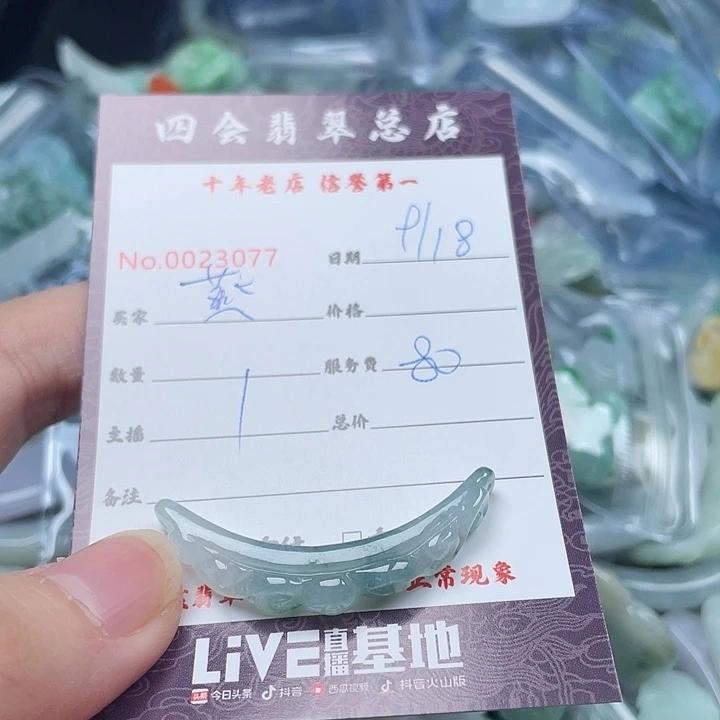 四会翡翠总店
十年老店 信誉第一
No.0023077
日期 9/18
买家 燕 价格
数量 1 服务费 80
主播 总价
备注
正常现象
LiVE直播基地
头条 今日头条 抖音 西瓜视频 抖音火山版